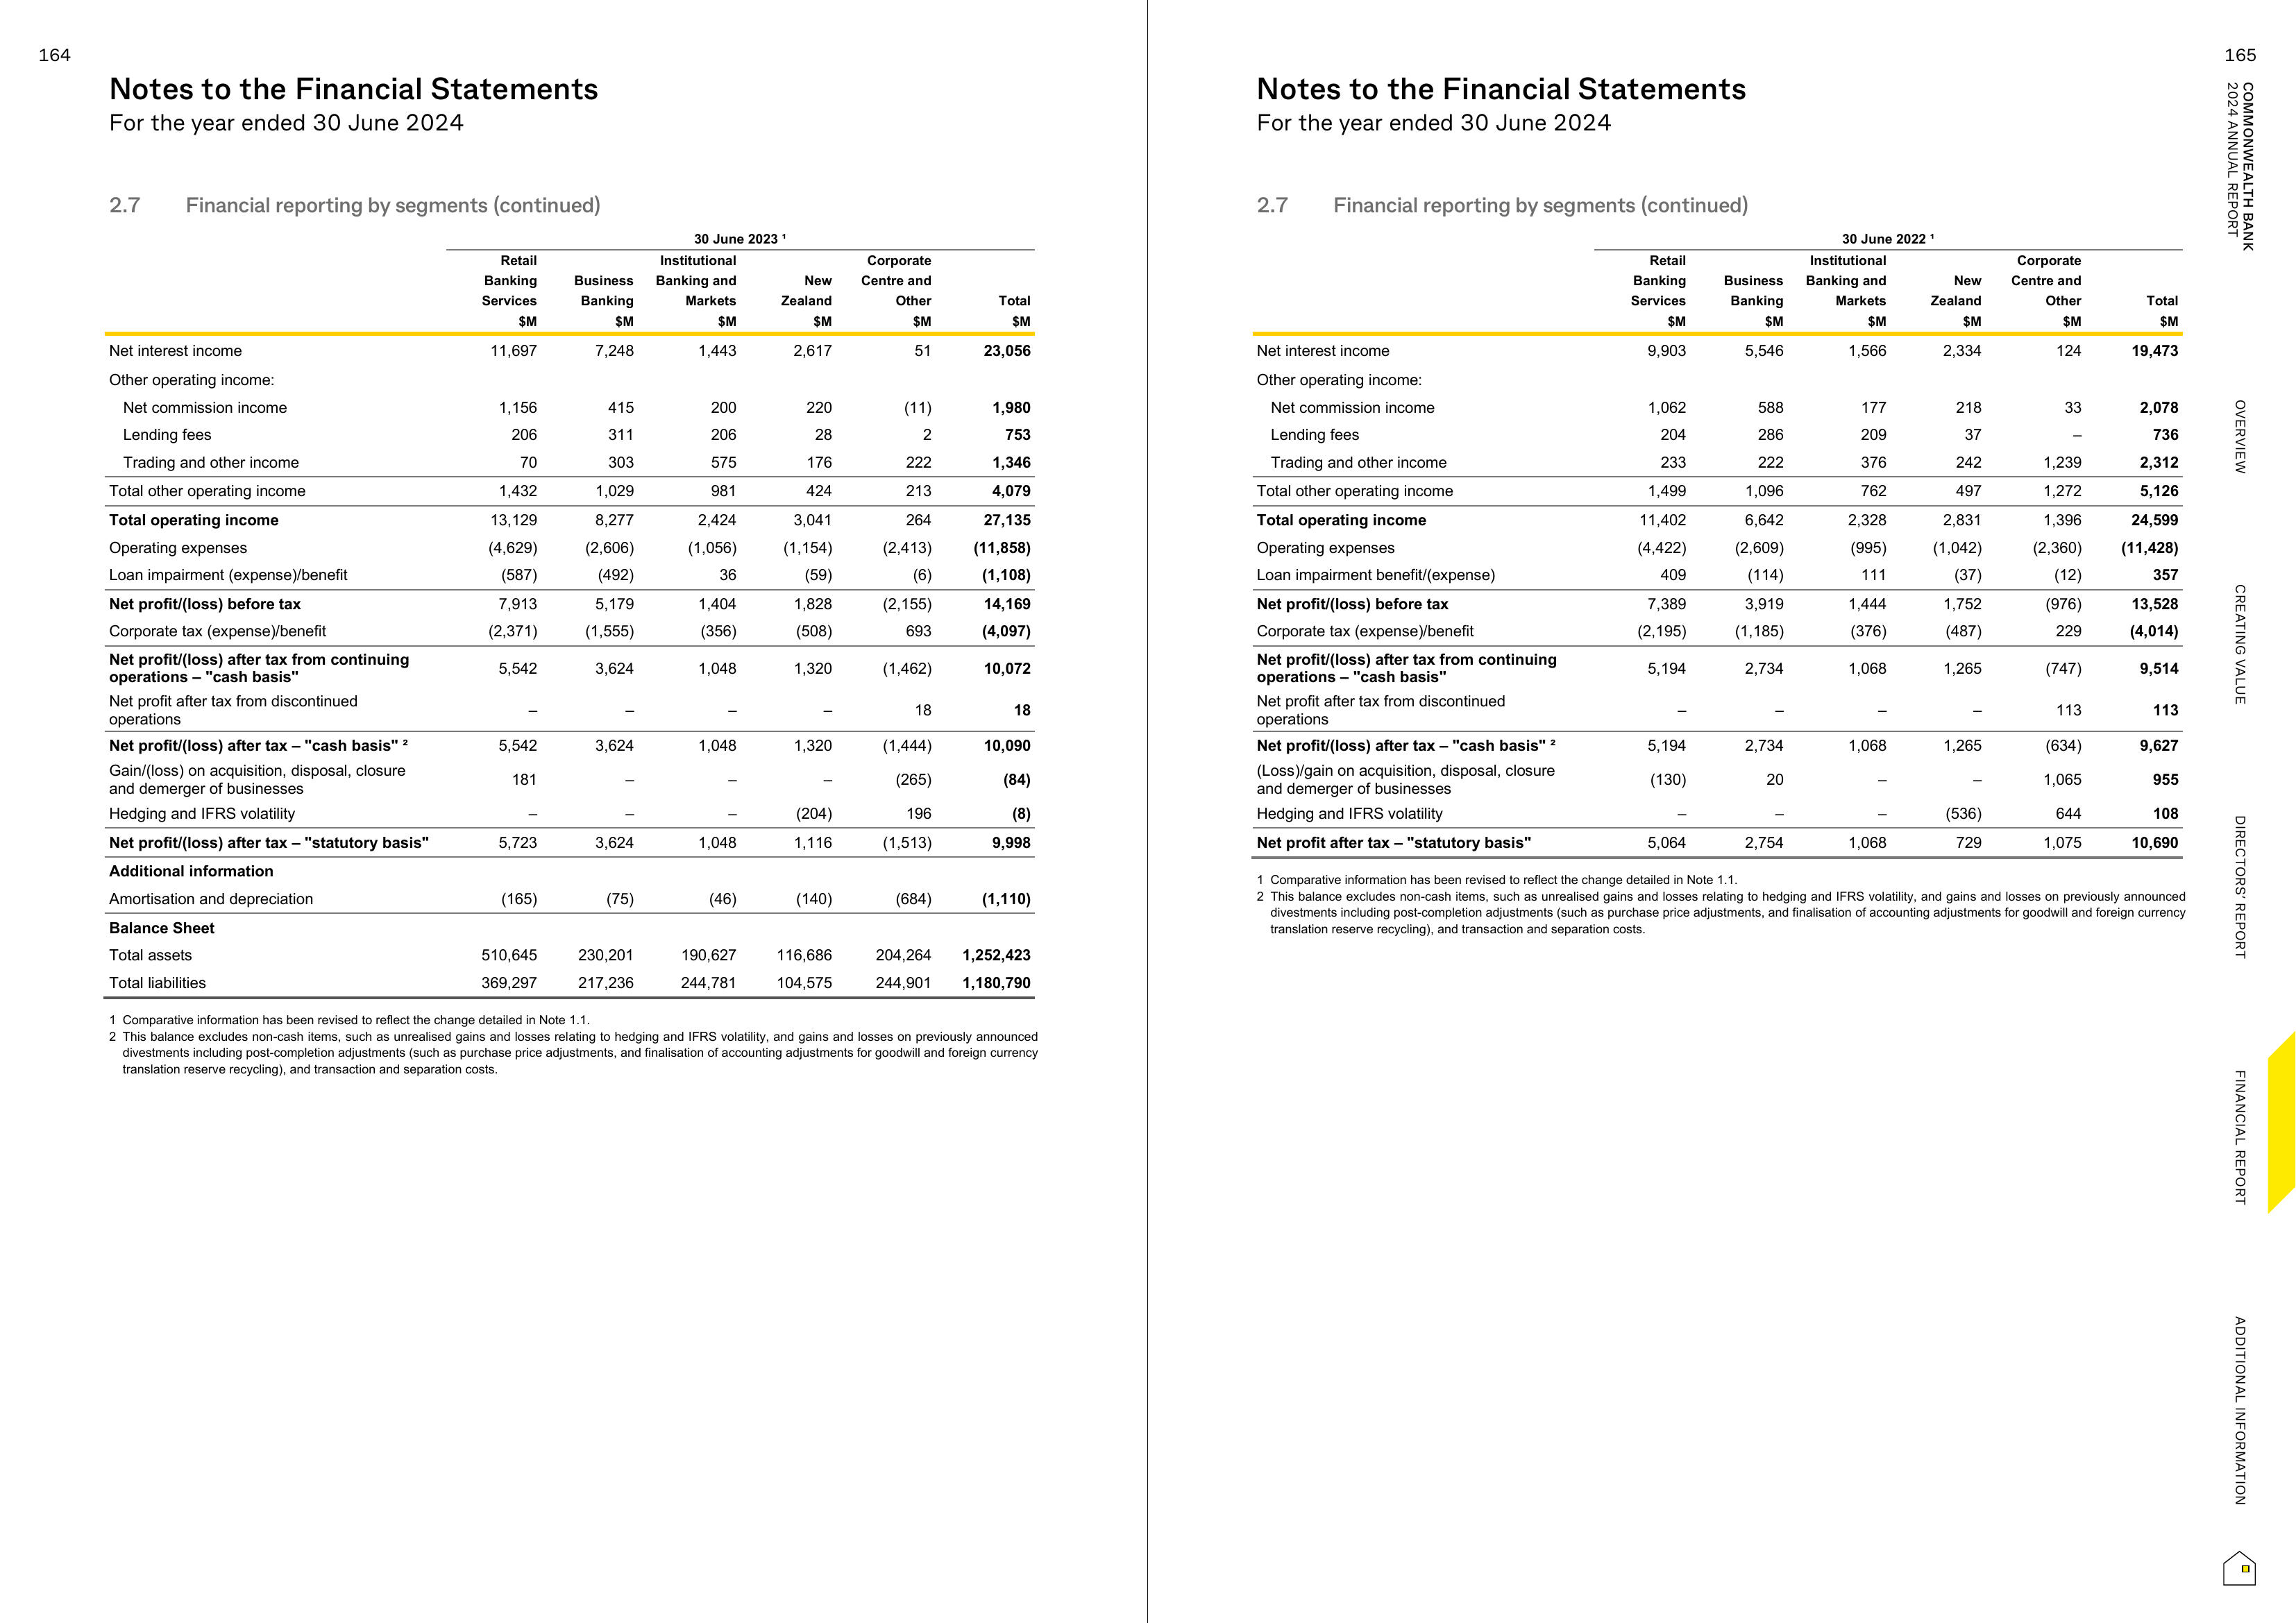 164
Notes to the Financial Statements
For the year ended 30 June 2024
2.7 Financial reporting by segments (continued)
30 June 2023 ¹
Retail Institutional Corporate
Banking Business Banking and New Centre and
Services Banking Markets Zealand Other Total
$M $M $M $M $M $M
Net interest income 11,697 7,248 1,443 2,617 51 23,056
Other operating income:
Net commission income 1,156 415 200 220 (11) 1,980
Lending fees 206 311 206 28 2 753
Trading and other income 70 303 575 176 222 1,346
Total other operating income 1,432 1,029 981 424 213 4,079
Total operating income 13,129 8,277 2,424 3,041 264 27,135
Operating expenses (4,629) (2,606) (1,056) (1,154) (2,413) (11,858)
Loan impairment (expense)/benefit (587) (492) 36 (59) (6) (1,108)
Net profit/(loss) before tax 7,913 5,179 1,404 1,828 (2,155) 14,169
Corporate tax (expense)/benefit (2,371) (1,555) (356) (508) 693 (4,097)
Net profit/(loss) after tax from continuing
operations – "cash basis" 5,542 3,624 1,048 1,320 (1,462) 10,072
Net profit after tax from discontinued
operations – – – – 18 18
Net profit/(loss) after tax – "cash basis" ² 5,542 3,624 1,048 1,320 (1,444) 10,090
Gain/(loss) on acquisition, disposal, closure
and demerger of businesses 181 – – – (265) (84)
Hedging and IFRS volatility – – – (204) 196 (8)
Net profit/(loss) after tax – "statutory basis" 5,723 3,624 1,048 1,116 (1,513) 9,998
Additional information
Amortisation and depreciation (165) (75) (46) (140) (684) (1,110)
Balance Sheet
Total assets 510,645 230,201 190,627 116,686 204,264 1,252,423
Total liabilities 369,297 217,236 244,781 104,575 244,901 1,180,790
1 Comparative information has been revised to reflect the change detailed in Note 1.1.
2 This balance excludes non-cash items, such as unrealised gains and losses relating to hedging and IFRS volatility, and gains and losses on previously announced
divestments including post-completion adjustments (such as purchase price adjustments, and finalisation of accounting adjustments for goodwill and foreign currency
translation reserve recycling), and transaction and separation costs.
165
Notes to the Financial Statements
For the year ended 30 June 2024
2.7 Financial reporting by segments (continued)
30 June 2022 ¹
Retail Institutional Corporate
Banking Business Banking and New Centre and
Services Banking Markets Zealand Other Total
$M $M $M $M $M $M
Net interest income 9,903 5,546 1,566 2,334 124 19,473
Other operating income:
Net commission income 1,062 588 177 218 33 2,078
Lending fees 204 286 209 37 – 736
Trading and other income 233 222 376 242 1,239 2,312
Total other operating income 1,499 1,096 762 497 1,272 5,126
Total operating income 11,402 6,642 2,328 2,831 1,396 24,599
Operating expenses (4,422) (2,609) (995) (1,042) (2,360) (11,428)
Loan impairment benefit/(expense) 409 (114) 111 (37) (12) 357
Net profit/(loss) before tax 7,389 3,919 1,444 1,752 (976) 13,528
Corporate tax (expense)/benefit (2,195) (1,185) (376) (487) 229 (4,014)
Net profit/(loss) after tax from continuing
operations – "cash basis" 5,194 2,734 1,068 1,265 (747) 9,514
Net profit after tax from discontinued
operations – – – – 113 113
Net profit/(loss) after tax – "cash basis" ² 5,194 2,734 1,068 1,265 (634) 9,627
(Loss)/gain on acquisition, disposal, closure
and demerger of businesses (130) 20 – – 1,065 955
Hedging and IFRS volatility – – – (536) 644 108
Net profit after tax – "statutory basis" 5,064 2,754 1,068 729 1,075 10,690
1 Comparative information has been revised to reflect the change detailed in Note 1.1.
2 This balance excludes non-cash items, such as unrealised gains and losses relating to hedging and IFRS volatility, and gains and losses on previously announced
divestments including post-completion adjustments (such as purchase price adjustments, and finalisation of accounting adjustments for goodwill and foreign currency
translation reserve recycling), and transaction and separation costs.
COMMONWEALTH BANK
2024 ANNUAL REPORT
OVERVIEW
CREATING VALUE
DIRECTORS' REPORT
FINANCIAL REPORT
ADDITIONAL INFORMATION